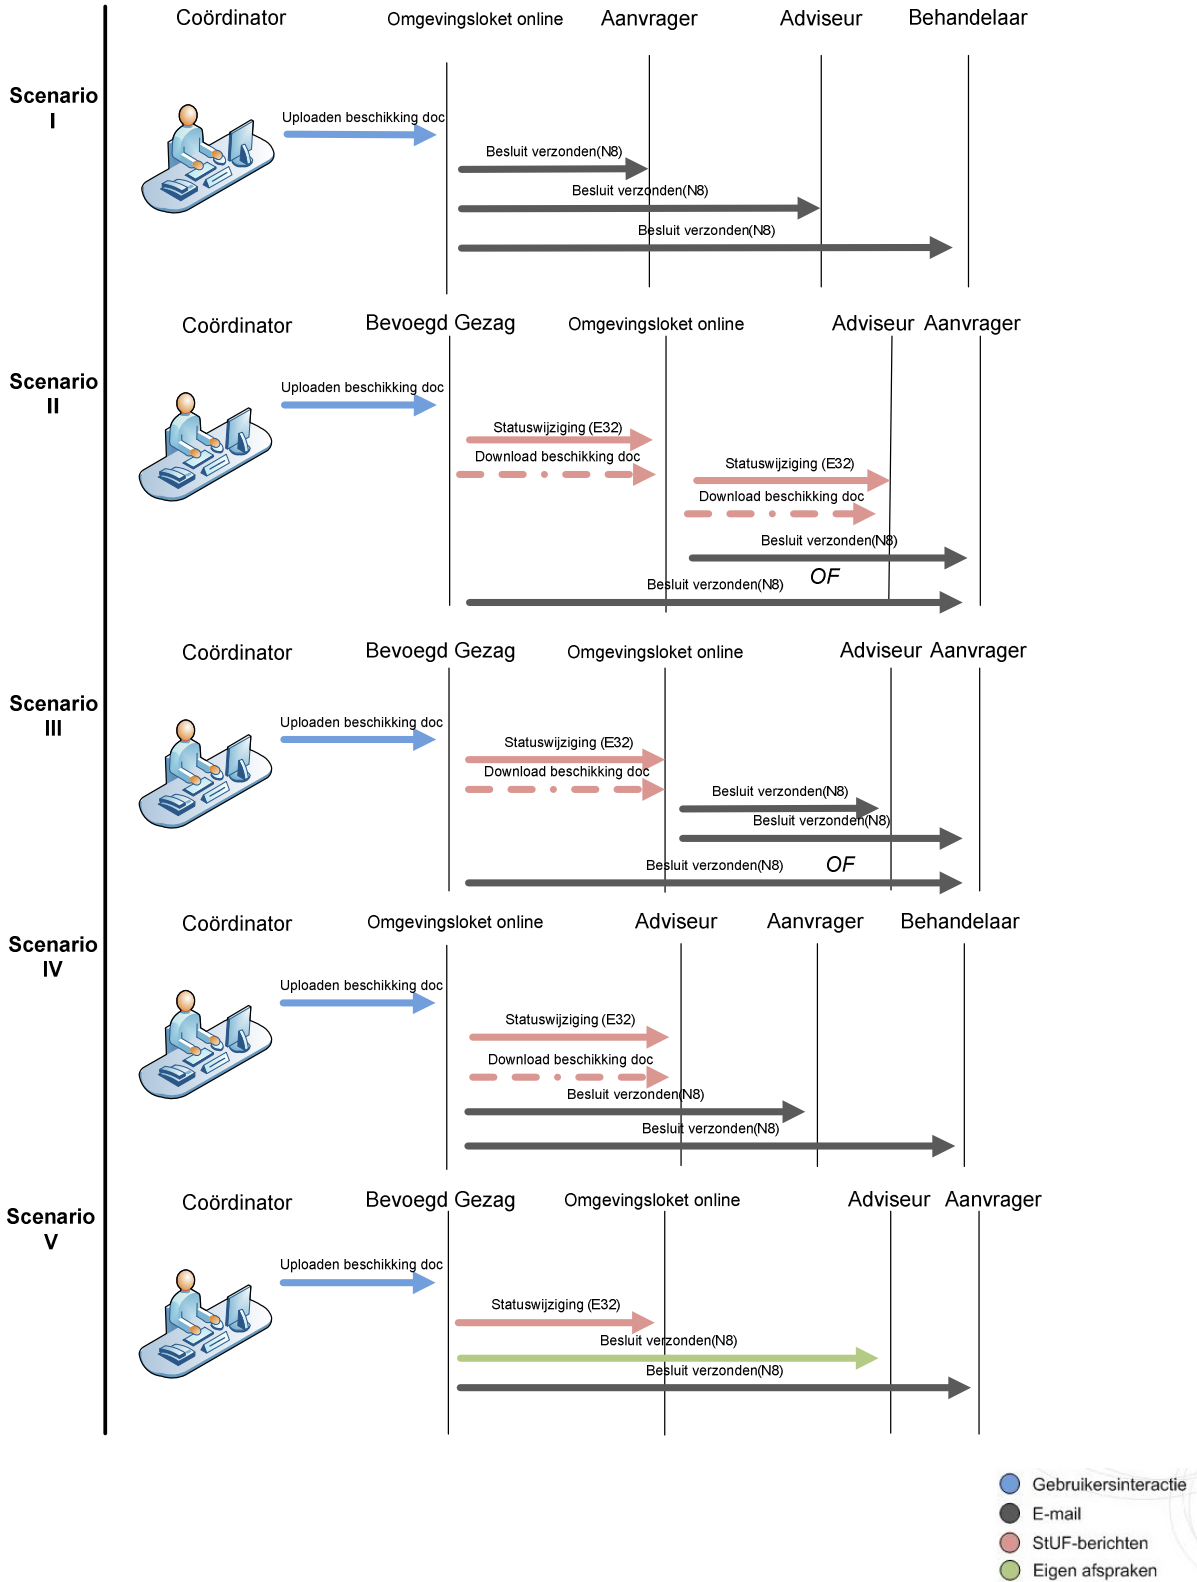 Coördinator
Omgevingsloket online
Aanvrager
Adviseur
Behandelaar
Scenario
I
Uploaden beschikking doc
Besluit verzonden(N8)
Besluit verzonden(N8)
Besluit verzonden(N8)
Coördinator
Bevoegd Gezag
Omgevingsloket online
Adviseur
Aanvrager
Scenario
II
Uploaden beschikking doc
Statuswijziging (E32)
Download beschikking doc
Statuswijziging (E32)
Download beschikking doc
Besluit verzonden(N8)
OF
Besluit verzonden(N8)
Coördinator
Bevoegd Gezag
Omgevingsloket online
Adviseur
Aanvrager
Scenario
III
Uploaden beschikking doc
Statuswijziging (E32)
Download beschikking doc
Besluit verzonden(N8)
Besluit verzonden(N8)
OF
Besluit verzonden(N8)
Coördinator
Omgevingsloket online
Adviseur
Aanvrager
Behandelaar
Scenario
IV
Uploaden beschikking doc
Statuswijziging (E32)
Download beschikking doc
Besluit verzonden(N8)
Besluit verzonden(N8)
Coördinator
Bevoegd Gezag
Omgevingsloket online
Adviseur
Aanvrager
Scenario
V
Uploaden beschikking doc
Statuswijziging (E32)
Besluit verzonden(N8)
Besluit verzonden(N8)
Gebruikersinteractie
E-mail
StUF-berichten
Eigen afspraken